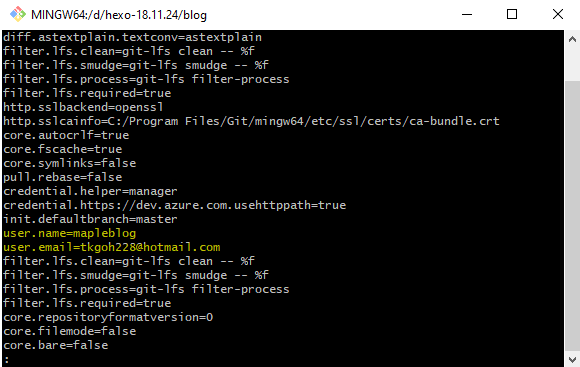 MINGW64:/d/hexo-18.11.24/blog
diff.astextplain.textconv=astextplain
filter.lfs.clean=git-lfs clean -- %f
filter.lfs.smudge=git-lfs smudge -- %f
filter.lfs.process=git-lfs filter-process
filter.lfs.required=true
http.sslbackend=openssl
http.sslcainfo=C:/Program Files/Git/mingw64/etc/ssl/certs/ca-bundle.crt
core.autocrlf=true
core.fscache=true
core.symlinks=false
pull.rebase=false
credential.helper=manager
credential.https://dev.azure.com.usehttppath=true
init.defaultbranch=master
user.name=mapleblog
user.email=tkgoh228@hotmail.com
filter.lfs.clean=git-lfs clean -- %f
filter.lfs.smudge=git-lfs smudge -- %f
filter.lfs.process=git-lfs filter-process
filter.lfs.required=true
core.repositoryformatversion=0
core.filemode=false
core.bare=false
: